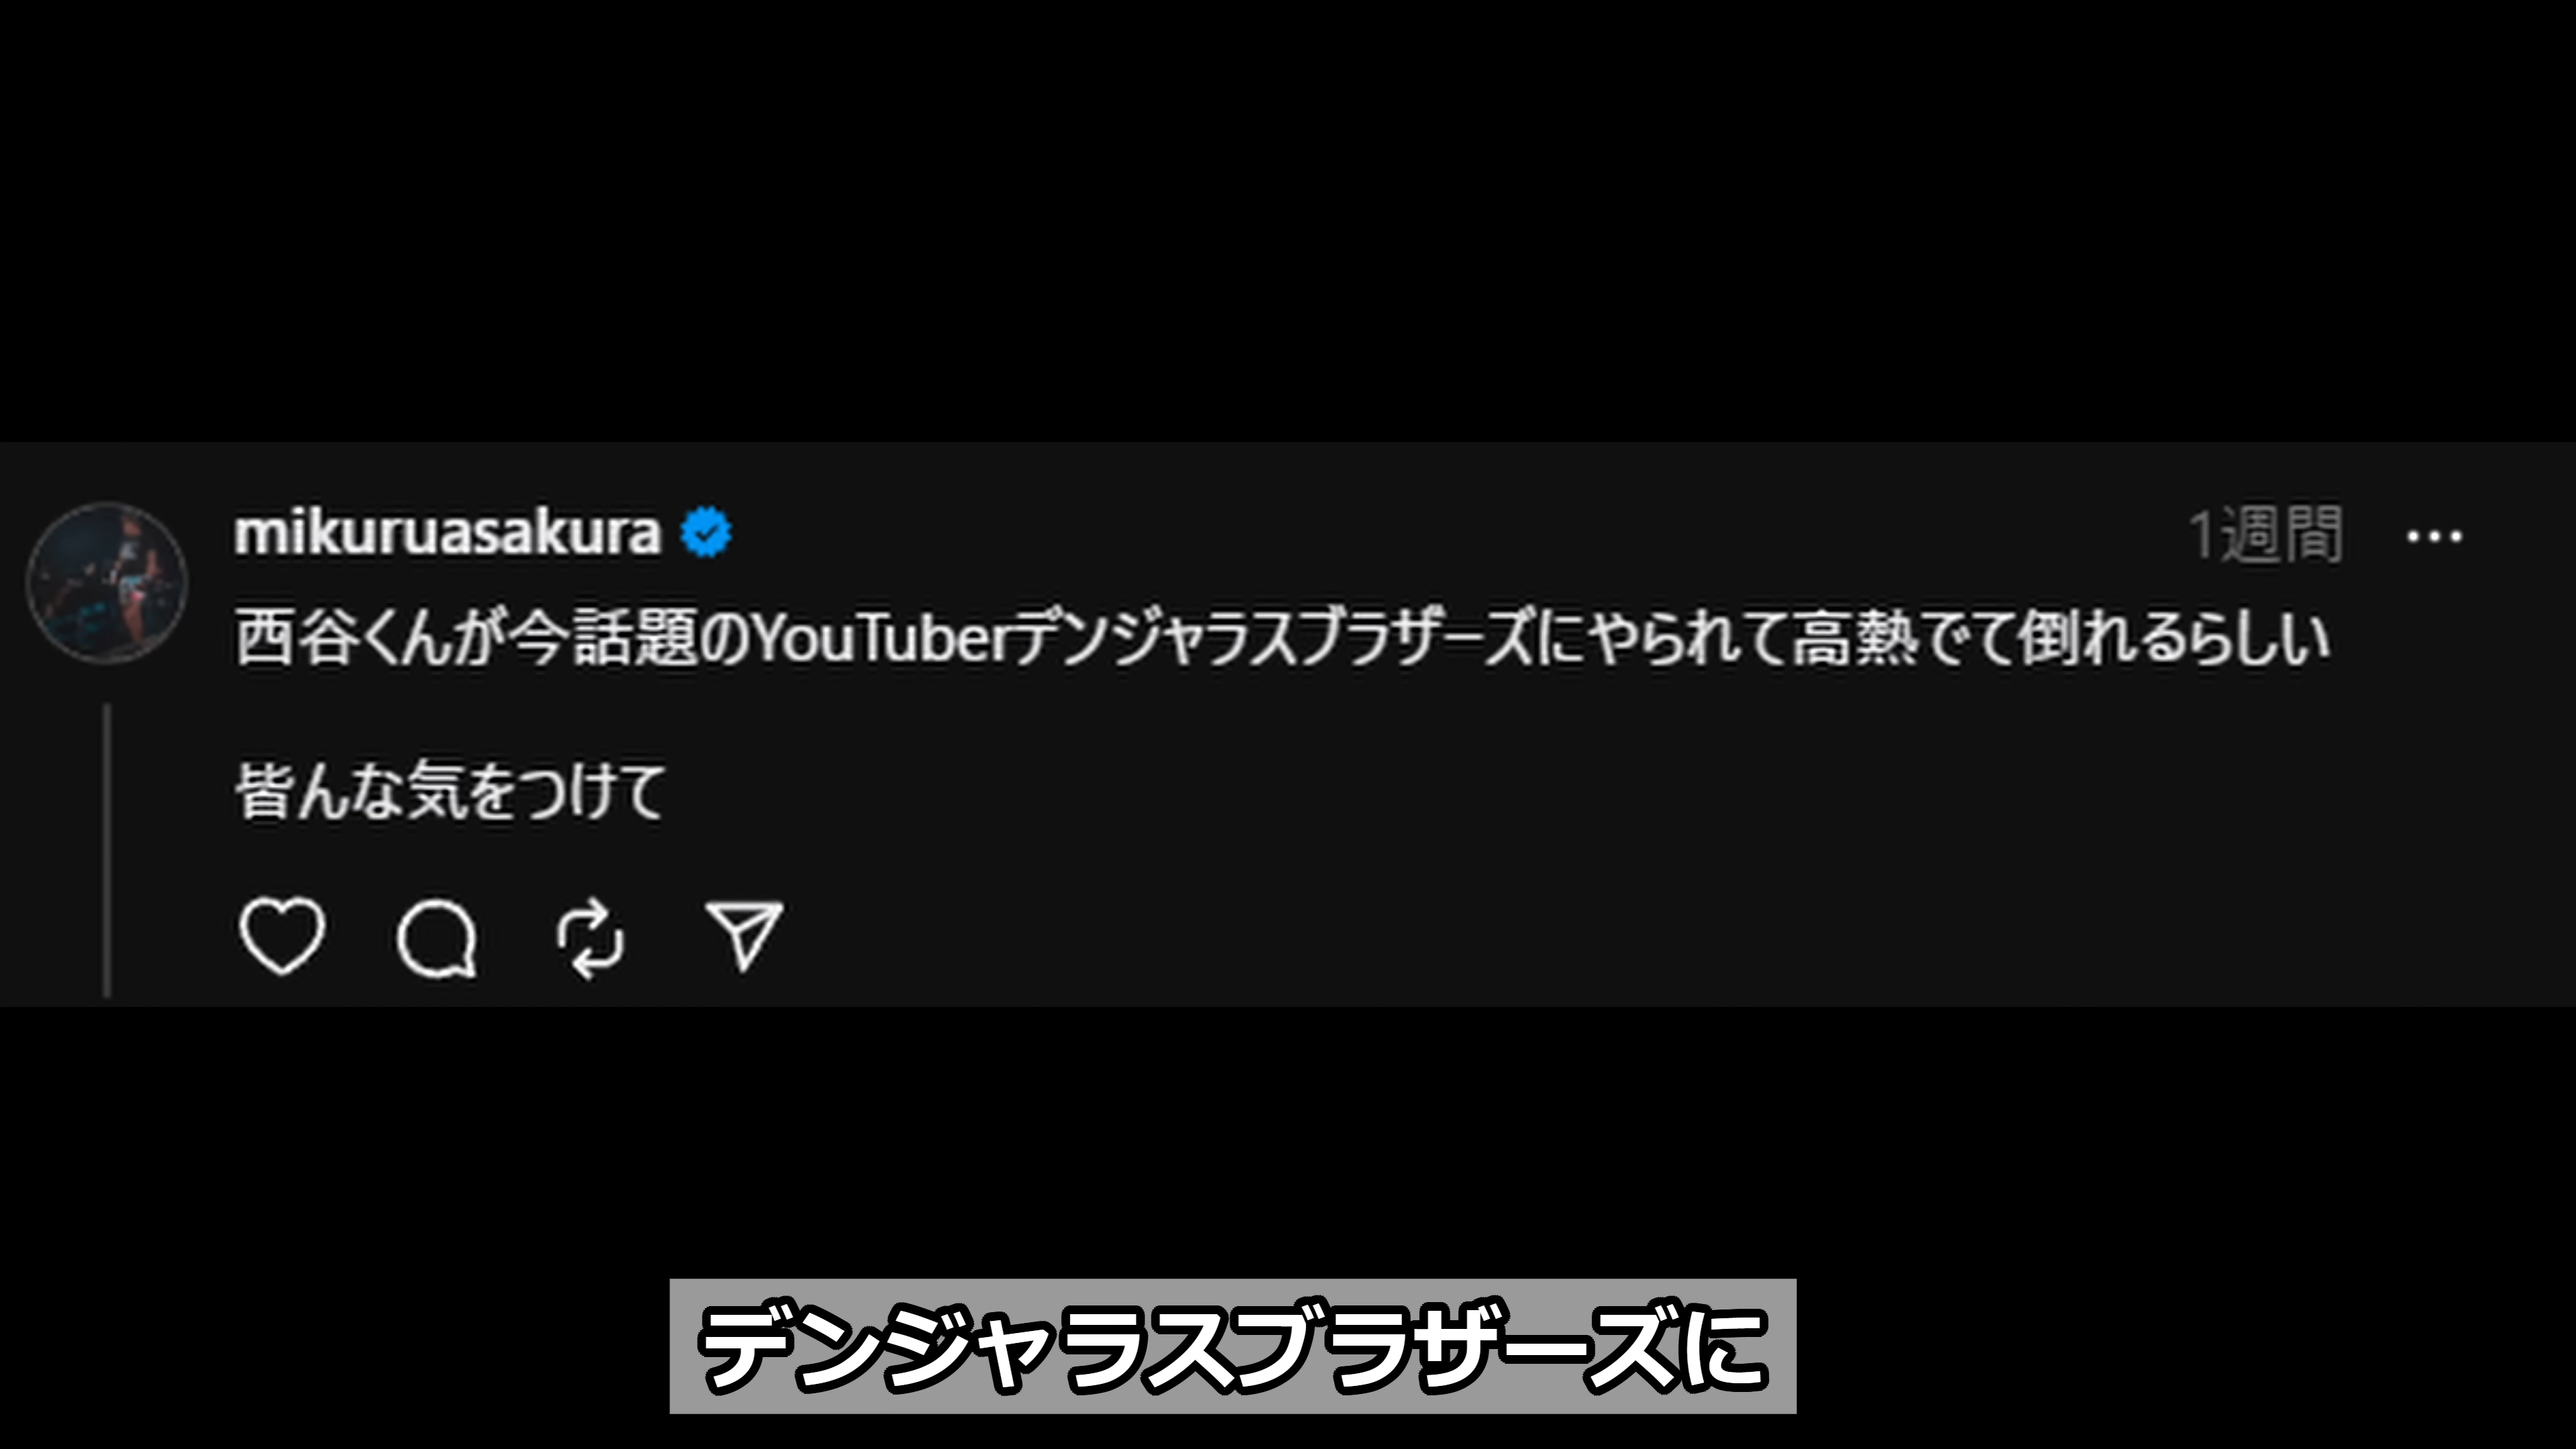 mikuruasakura
1週間
西谷くんが今話題のYouTuberデンジャラスブラザーズにやられて高熱でて倒れるらしい
皆んな気をつけて
デンジャラスブラザーズに